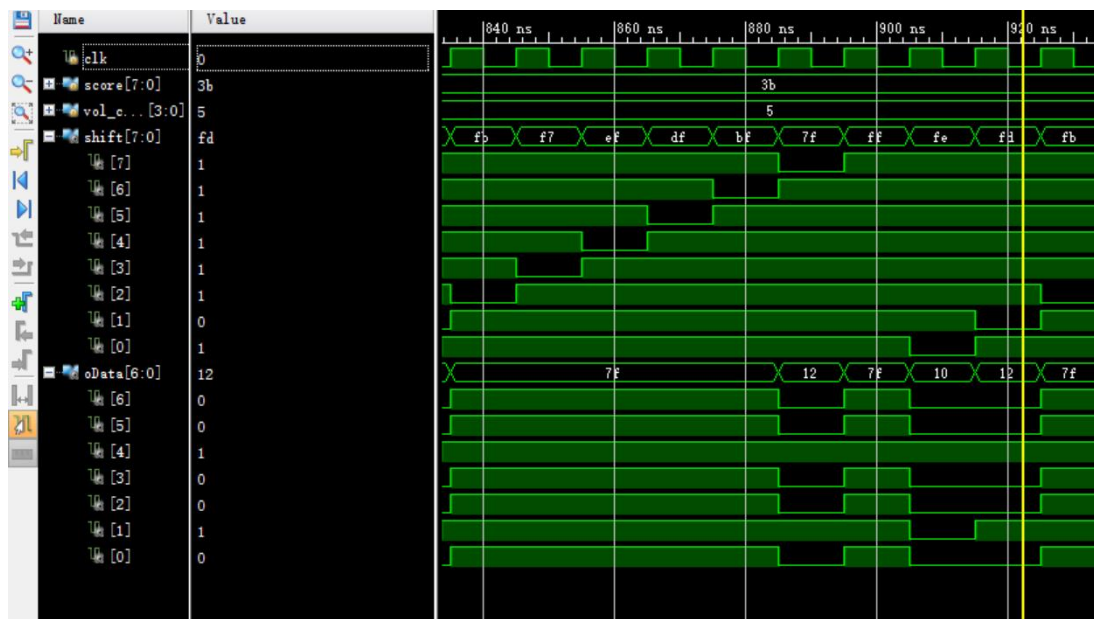 Name Value 840 ns 860 ns 880 ns 900 ns 920 ns
clk 0
score[7:0] 3b 3b
vol_c...[3:0] 5 5
shift[7:0] fd fb f7 ef df bf 7f ff fe fd fb
[7] 1
[6] 1
[5] 1
[4] 1
[3] 1
[2] 1
[1] 0
[0] 1
oData[6:0] 12 7f 12 7f 10 12 7f
[6] 0
[5] 0
[4] 1
[3] 0
[2] 0
[1] 1
[0] 0